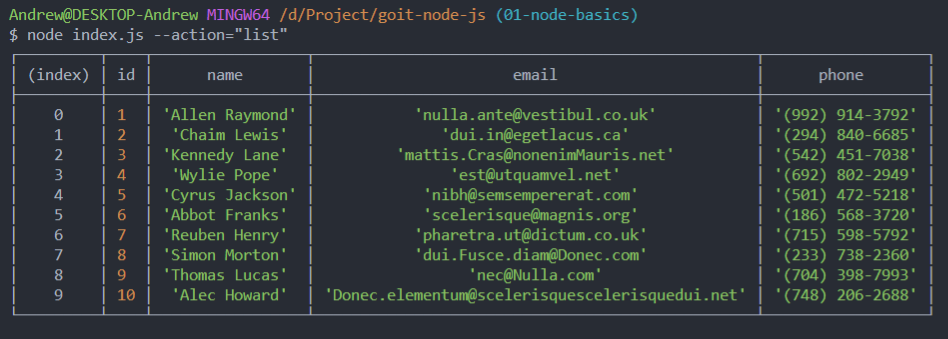 Andrew@DESKTOP-Andrew MINGW64 /d/Project/goit-node-js (01-node-basics)
$ node index.js --action="list"
(index) id name email phone
0 1 'Allen Raymond' 'nulla.ante@vestibul.co.uk' '(992) 914-3792'
1 2 'Chaim Lewis' 'dui.in@egetlacus.ca' '(294) 840-6685'
2 3 'Kennedy Lane' 'mattis.Cras@nonenimMauris.net' '(542) 451-7038'
3 4 'Wylie Pope' 'est@utquamvel.net' '(692) 802-2949'
4 5 'Cyrus Jackson' 'nibh@semsempererat.com' '(501) 472-5218'
5 6 'Abbot Franks' 'scelerisque@magnis.org' '(186) 568-3720'
6 7 'Reuben Henry' 'pharetra.ut@dictum.co.uk' '(715) 598-5792'
7 8 'Simon Morton' 'dui.Fusce.diam@Donec.com' '(233) 738-2360'
8 9 'Thomas Lucas' 'nec@Nulla.com' '(704) 398-7993'
9 10 'Alec Howard' 'Donec.elementum@scelerisquescelerisquedui.net' '(748) 206-2688'